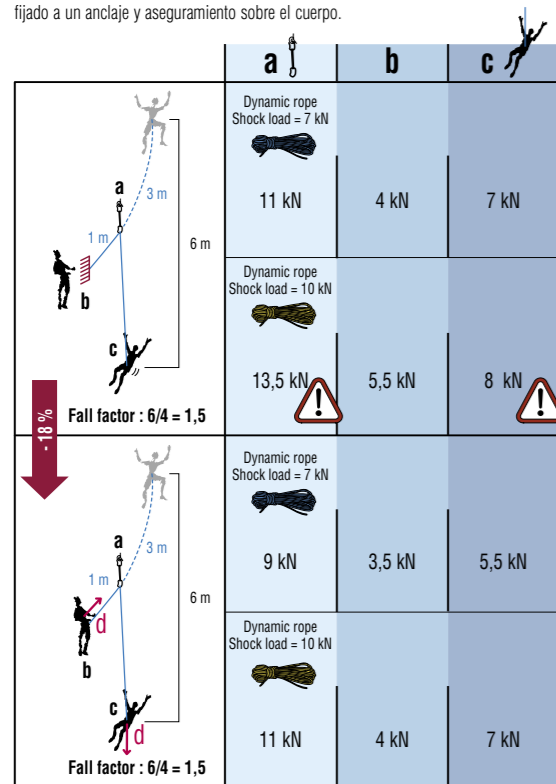 fijado a un anclaje y aseguramiento sobre el cuerpo.
a b c
Dynamic rope
Shock load = 7 kN
a
3 m
1 m
6 m
b
c
11 kN 4 kN 7 kN
Dynamic rope
Shock load = 10 kN
13,5 kN 5,5 kN 8 kN
Fall factor : 6/4 = 1,5
- 18 %
Dynamic rope
Shock load = 7 kN
a
3 m
1 m
6 m
d
b
c
d
9 kN 3,5 kN 5,5 kN
Dynamic rope
Shock load = 10 kN
11 kN 4 kN 7 kN
Fall factor : 6/4 = 1,5